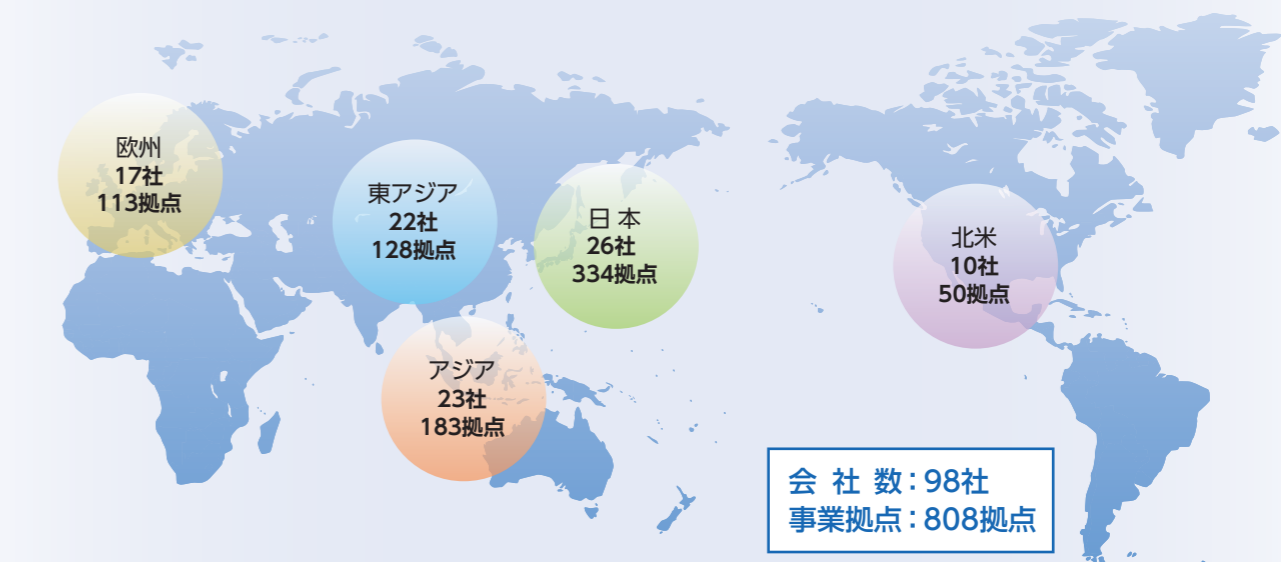 欧州
17社
113拠点
東アジア
22社
128拠点
日本
26社
334拠点
北米
10社
50拠点
アジア
23社
183拠点
会社数：98社
事業拠点：808拠点